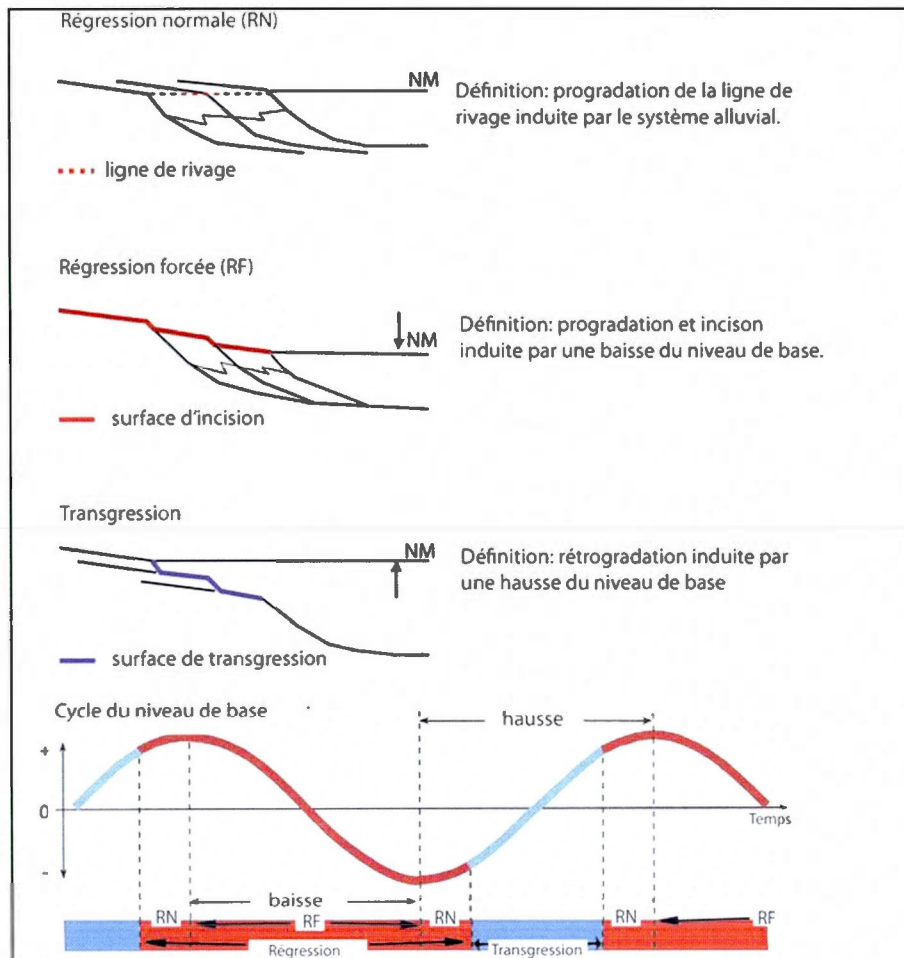 Régression normale (RN)
NM
Définition: progradation de la ligne de
rivage induite par le système alluvial.
ligne de rivage
Régression forcée (RF)
NM
Définition: progradation et incison
induite par une baisse du niveau de base.
surface d'incision
Transgression
NM
Définition: rétrogradation induite par
une hausse du niveau de base
surface de transgression
Cycle du niveau de base
hausse
+
0
Temps
-
baisse
RN RF RN RN RF
Régression Transgression